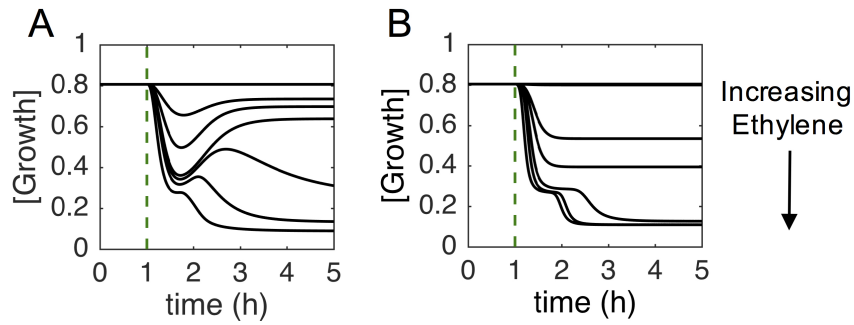 A
[Growth]
1
0.8
0.6
0.4
0.2
0
0 1 2 3 4 5
time (h)
B
[Growth]
1
0.8
0.6
0.4
0.2
0
0 1 2 3 4 5
time (h)
Increasing
Ethylene